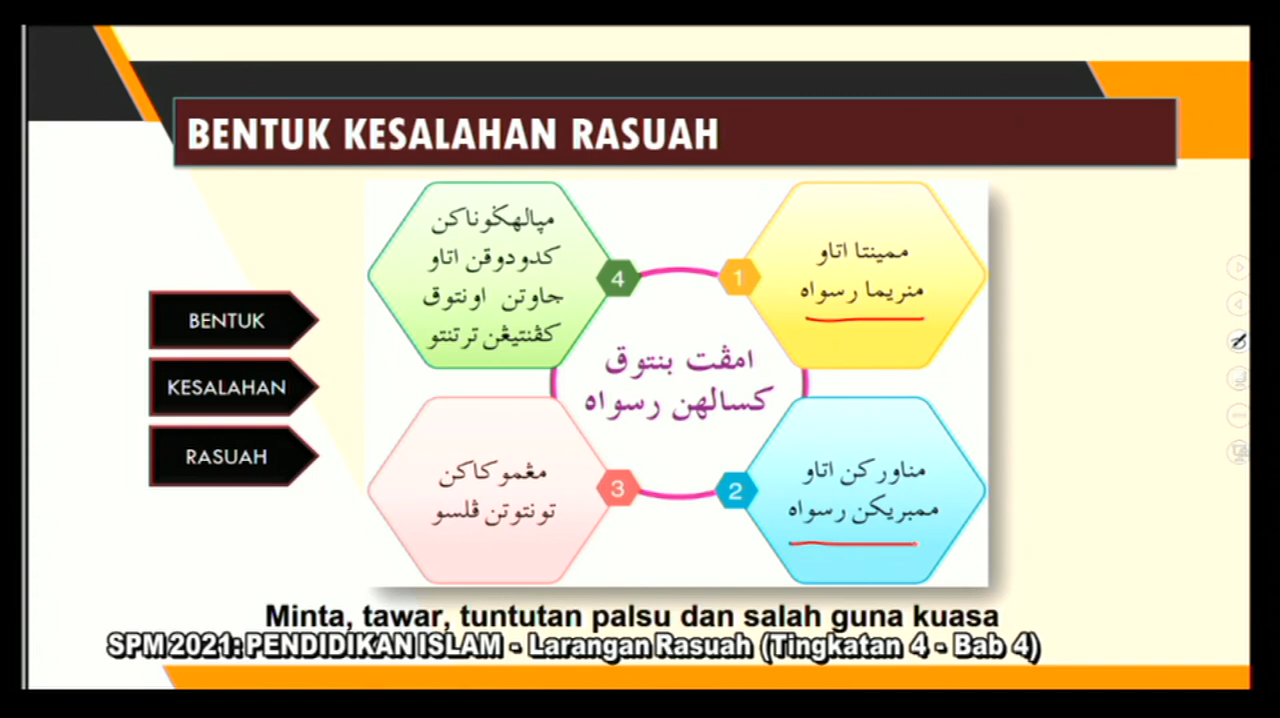 BENTUK KESALAHAN RASUAH
BENTUK
KESALAHAN
RASUAH
امڤت بنتوق
کسالهن رسواه
1
ممينتا اتاو
منريما رسواه
2
مناورکن اتاو
ممبريکن رسواه
3
مڠموکاکن
تونتوتن ڤلسو
4
مڽالهݢوناکن
کدودوقن اتاو
جاوتن اونتوق
کڤنتيڠن ترتنتو
Minta, tawar, tuntutan palsu dan salah guna kuasa
SPM 2021: PENDIDIKAN ISLAM - Larangan Rasuah (Tingkatan 4 - Bab 4)